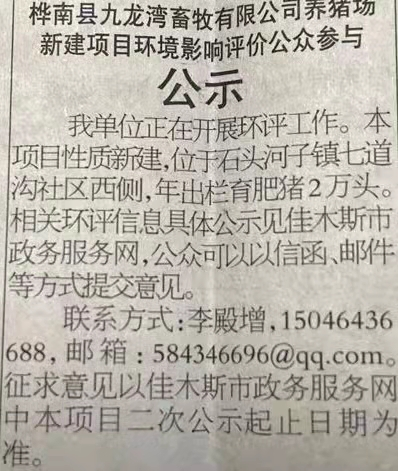 桦南县九龙湾畜牧有限公司养猪场
新建项目环境影响评价公众参与
公示
我单位正在开展环评工作。本
项目性质新建,位于石头河子镇七道
沟社区西侧,年出栏育肥猪2万头。
相关环评信息具体公示见佳木斯市
政务服务网,公众可以以信函、邮件
等方式提交意见。
联系方式:李殿增,15046436
688,邮箱:584346696@qq.com。
征求意见以佳木斯市政务服务网
中本项目二次公示起止日期为
准。